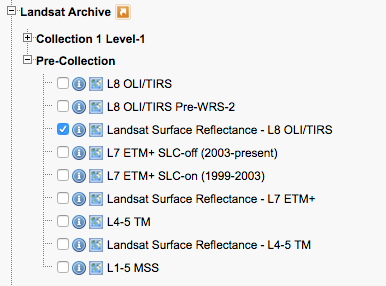 Landsat Archive
Collection 1 Level-1
Pre-Collection
L8 OLI/TIRS
L8 OLI/TIRS Pre-WRS-2
Landsat Surface Reflectance - L8 OLI/TIRS
L7 ETM+ SLC-off (2003-present)
L7 ETM+ SLC-on (1999-2003)
Landsat Surface Reflectance - L7 ETM+
L4-5 TM
Landsat Surface Reflectance - L4-5 TM
L1-5 MSS